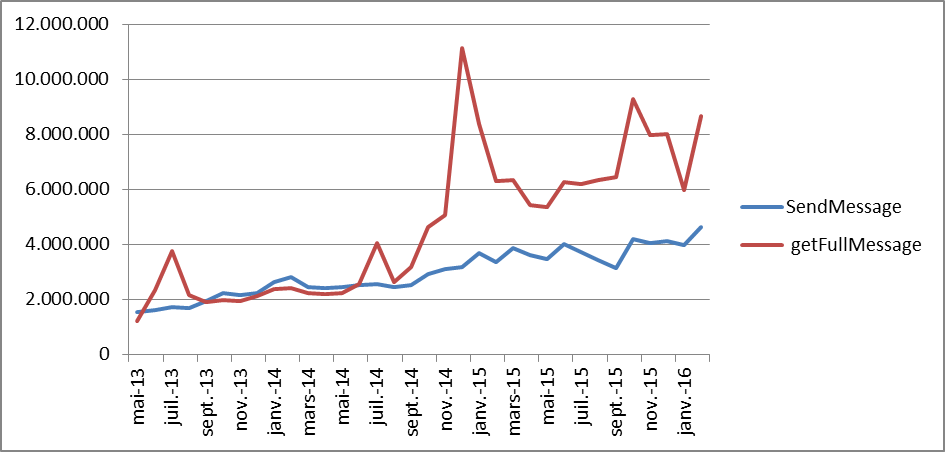 12.000.000
10.000.000
8.000.000
6.000.000
4.000.000
2.000.000
0
mai-13
juil.-13
sept.-13
nov.-13
janv.-14
mars-14
mai-14
juil.-14
sept.-14
nov.-14
janv.-15
mars-15
mai-15
juil.-15
sept.-15
nov.-15
janv.-16
SendMessage
getFullMessage